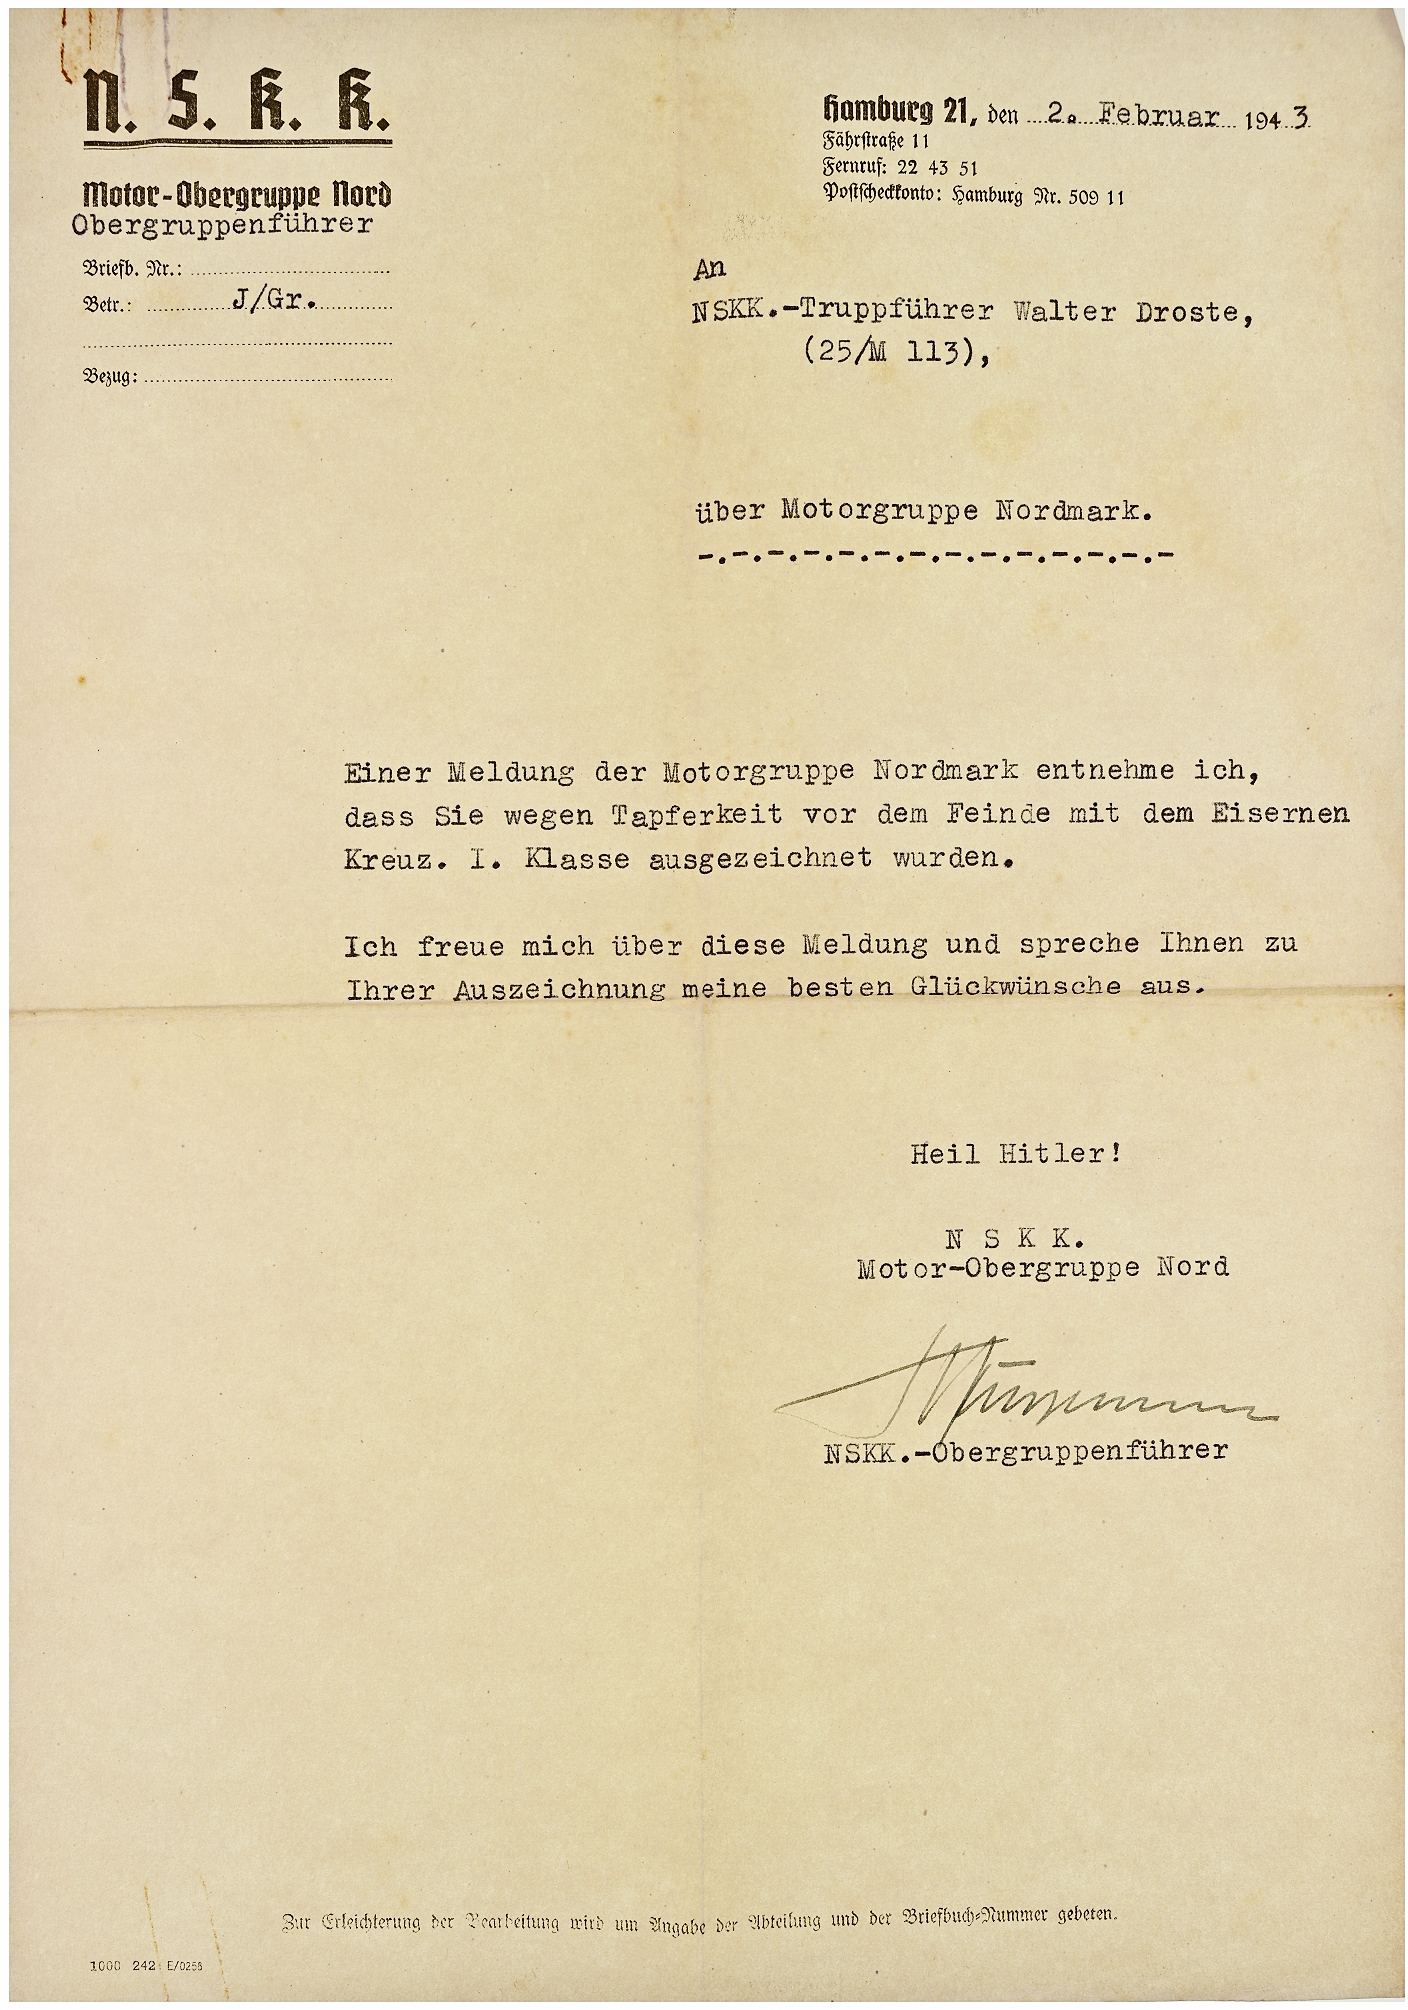 N. S. K. K.
Motor-Obergruppe Nord
Obergruppenführer
Briefb. Nr.:
Betr.: J/Gr.
Bezug:
Hamburg 21, den 2. Februar 1943
Fährstraße 11
Fernruf: 22 43 51
Postscheckkonto: Hamburg Nr. 509 11
An
NSKK.-Truppführer Walter Droste,
(25/M 113),
über Motorgruppe Nordmark.
-.-.-.-.-.-.-.-.-.-.-.-.-.-
Einer Meldung der Motorgruppe Nordmark entnehme ich,
dass Sie wegen Tapferkeit vor dem Feinde mit dem Eisernen
Kreuz. I. Klasse ausgezeichnet wurden.
Ich freue mich über diese Meldung und spreche Ihnen zu
Ihrer Auszeichnung meine besten Glückwünsche aus.
Heil Hitler!
N S K K.
Motor-Obergruppe Nord
NSKK.-Obergruppenführer
Zur Erleichterung der Bearbeitung wird um Angabe der Abteilung und der Briefbuch-Nummer gebeten.
1000 242 E/0256